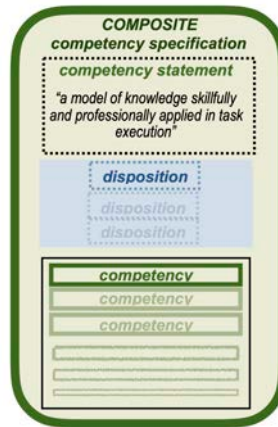 COMPOSITE
competency specification
competency statement
“a model of knowledge skillfully
and professionally applied in task
execution”
disposition
disposition
disposition
competency
competency
competency